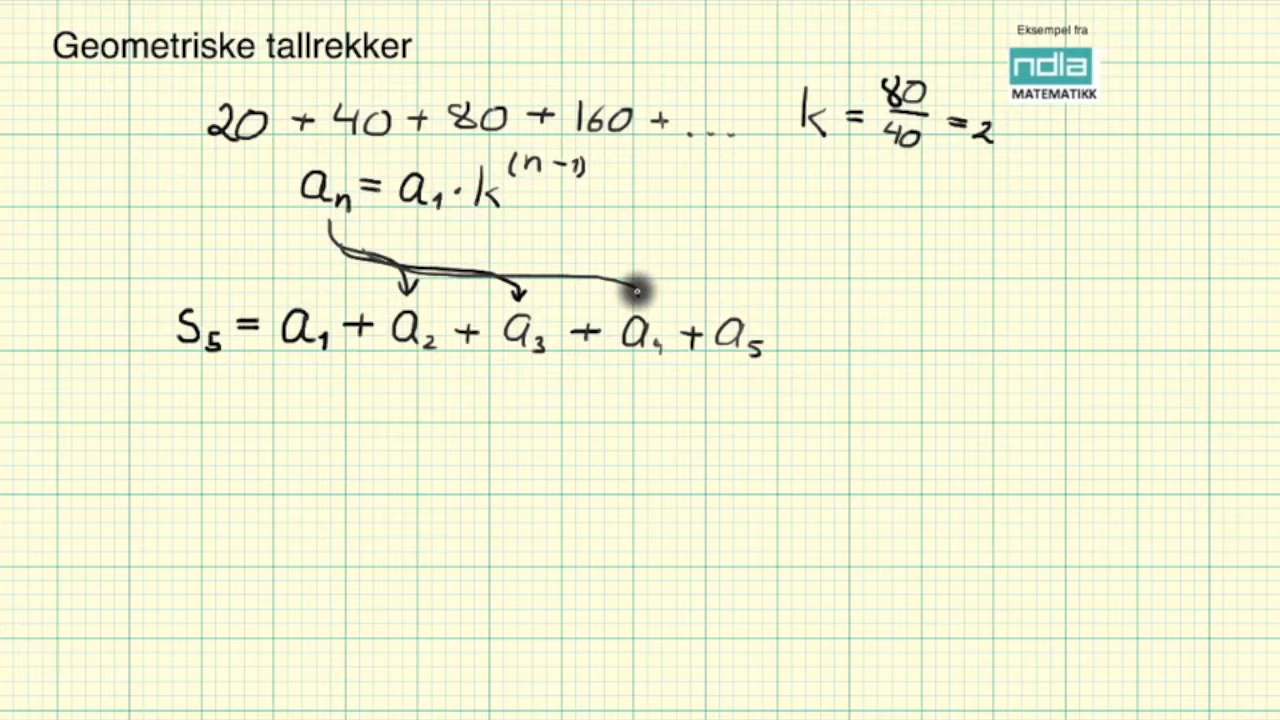 Geometriske tallrekker
Eksempel fra
ndla
MATEMATIKK
20 + 40 + 80 + 160 + ... k = 80/40 = 2
aₙ = a₁ · k⁽ⁿ⁻¹⁾
S₅ = a₁ + a₂ + a₃ + a₄ + a₅